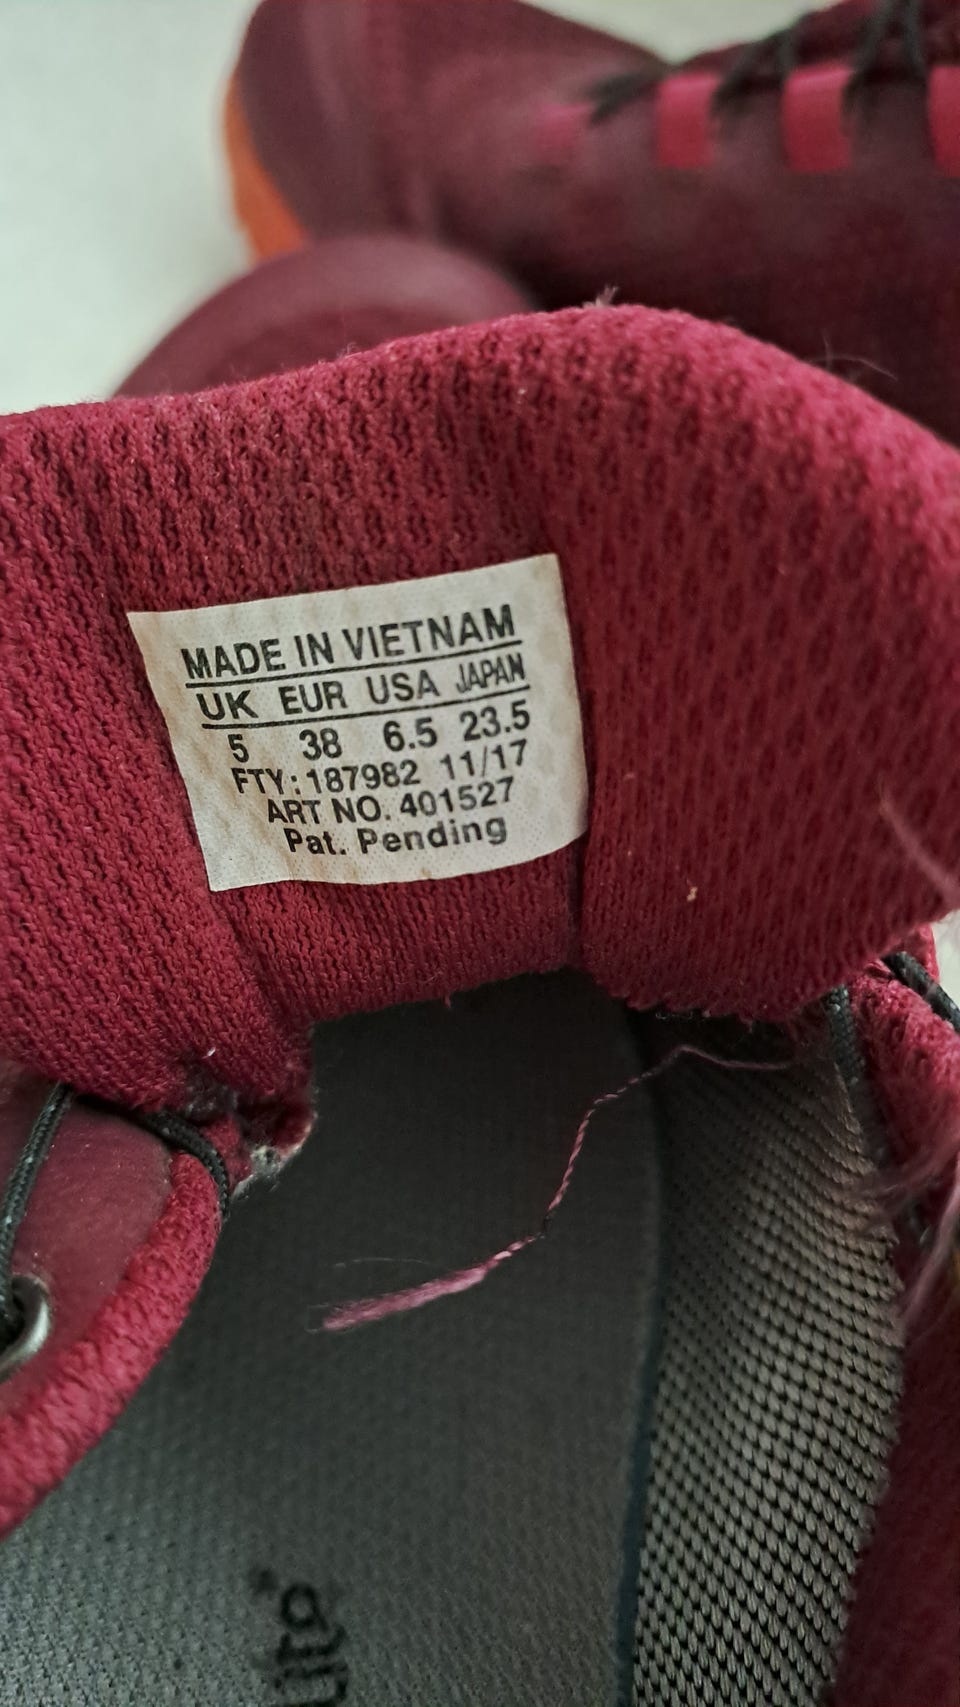 MADE IN VIETNAM
UK EUR USA JAPAN
5 38 6.5 23.5
FTY: 187982 11/17
ART NO. 401527
Pat. Pending